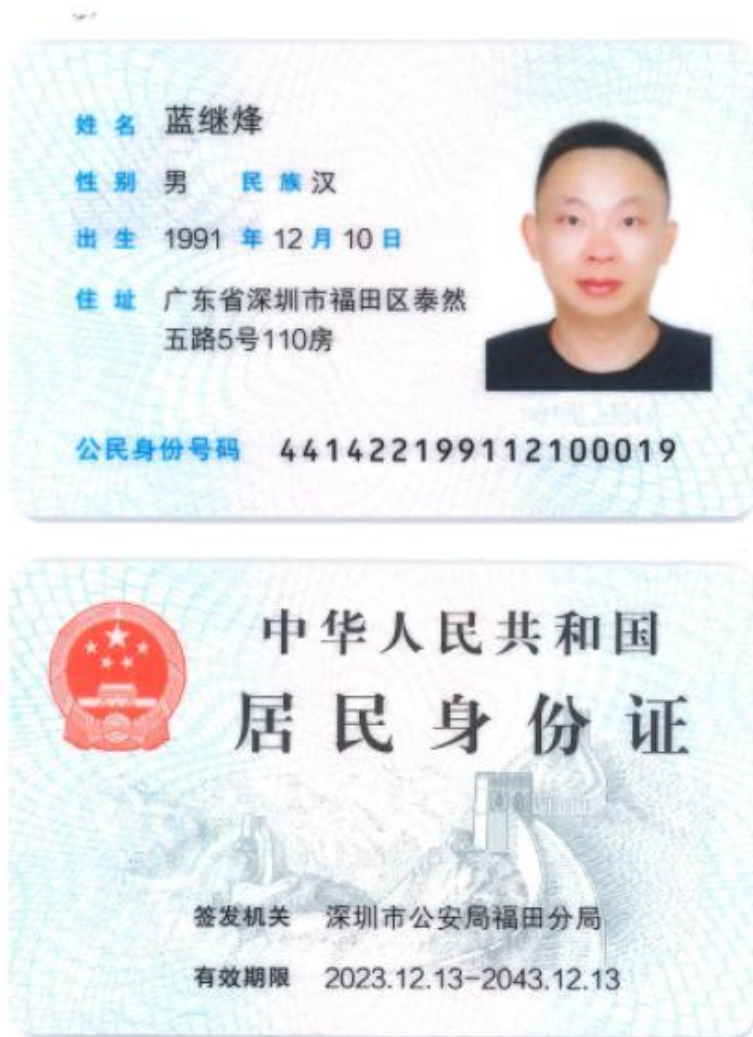 姓名 蓝继烽
性别 男 民族 汉
出生 1991 年 12 月 10 日
住址 广东省深圳市福田区泰然
五路5号110房
公民身份号码 441422199112100019
中华人民共和国
居民身份证
签发机关 深圳市公安局福田分局
有效期限 2023.12.13-2043.12.13